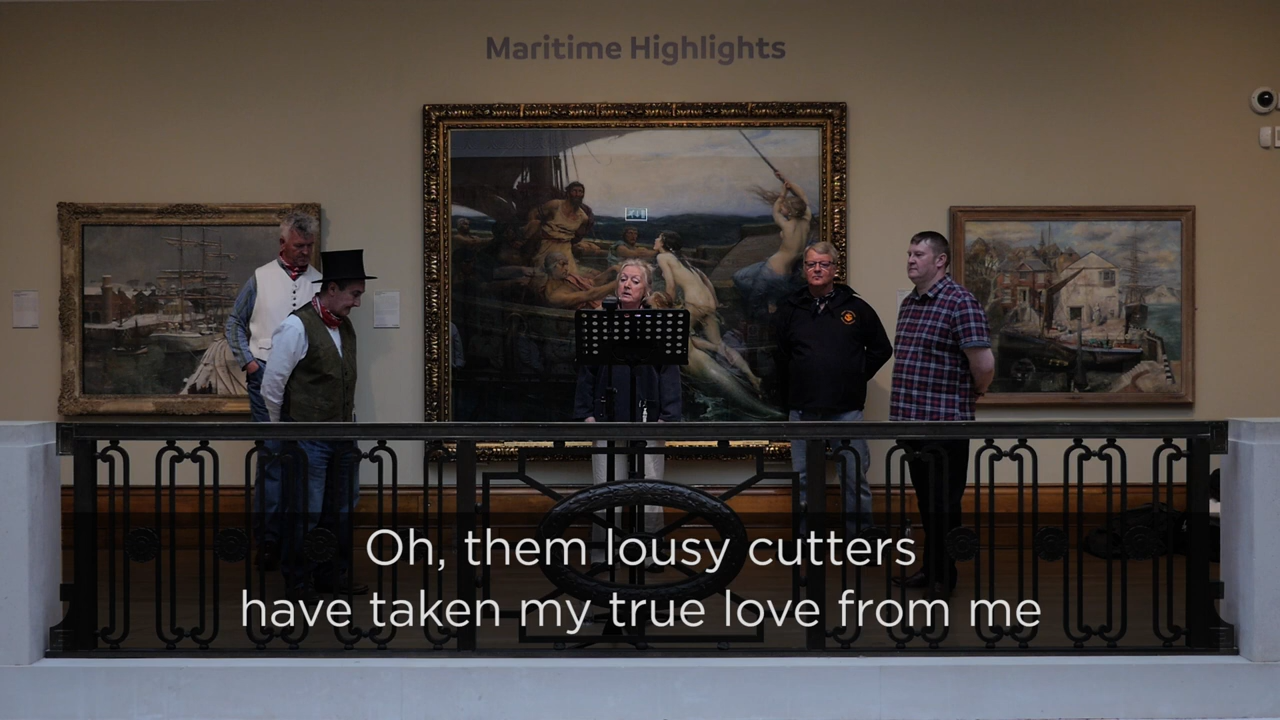 Maritime Highlights
Oh, them lousy cutters
have taken my true love from me